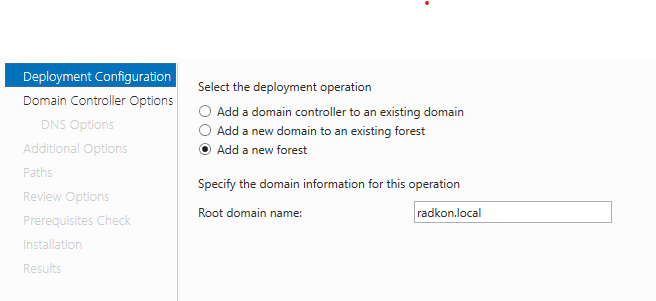 Deployment Configuration
Domain Controller Options
DNS Options
Additional Options
Paths
Review Options
Prerequisites Check
Installation
Results
Select the deployment operation
Add a domain controller to an existing domain
Add a new domain to an existing forest
Add a new forest
Specify the domain information for this operation
Root domain name: radkon.local